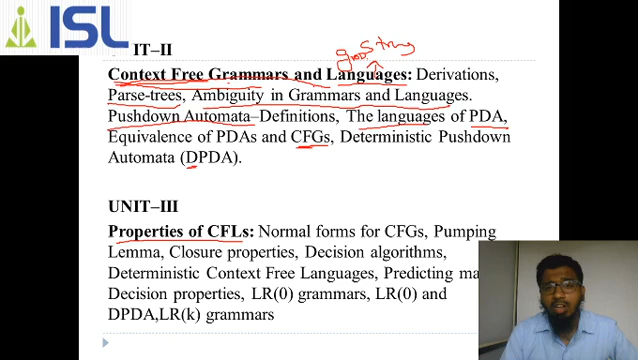 ISL
IT–II
String
Context Free Grammars and Languages: Derivations,
Parse-trees, Ambiguity in Grammars and Languages.
Pushdown Automata–Definitions, The languages of PDA,
Equivalence of PDAs and CFGs, Deterministic Pushdown
Automata (DPDA).
UNIT–III
Properties of CFLs: Normal forms for CFGs, Pumping
Lemma, Closure properties, Decision algorithms,
Deterministic Context Free Languages, Predicting ma
Decision properties, LR(0) grammars, LR(0) and
DPDA,LR(k) grammars